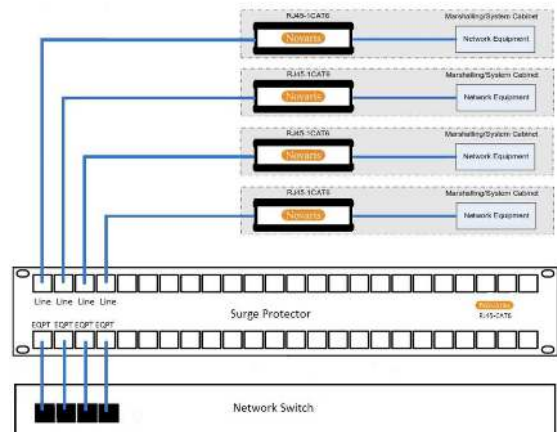 RJ45-1CAT6 Marshalling/System Cabinet
Novaris Network Equipment
RJ45-1CAT6 Marshalling/System Cabinet
Novaris Network Equipment
RJ45-1CAT6 Marshalling/System Cabinet
Novaris Network Equipment
RJ45-1CAT6 Marshalling/System Cabinet
Novaris Network Equipment
Line Line Line Line
Surge Protector
Novaris
RJ45-CAT6
EQPT EQPT EQPT EQPT
Network Switch